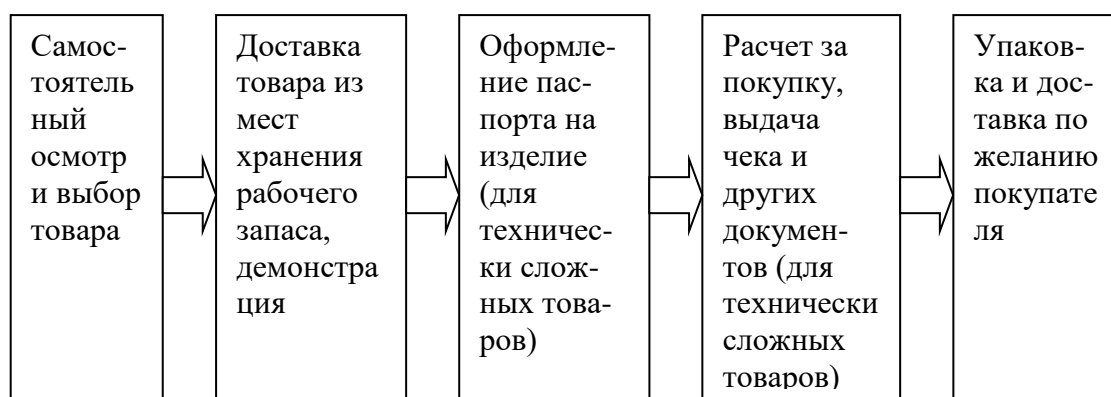 Самос-
тоятель
ный
осмотр
и выбор
товара
Доставка
товара из
мест
хранения
рабочего
запаса,
демонстра
ция
Оформле-
ние пас-
порта на
изделие
(для
техничес-
ки слож-
ных това-
ров)
Расчет за
покупку,
выдача
чека и
других
докумен-
тов (для
технически
сложных
товаров)
Упаков-
ка и дос-
тавка по
желанию
покупате
ля